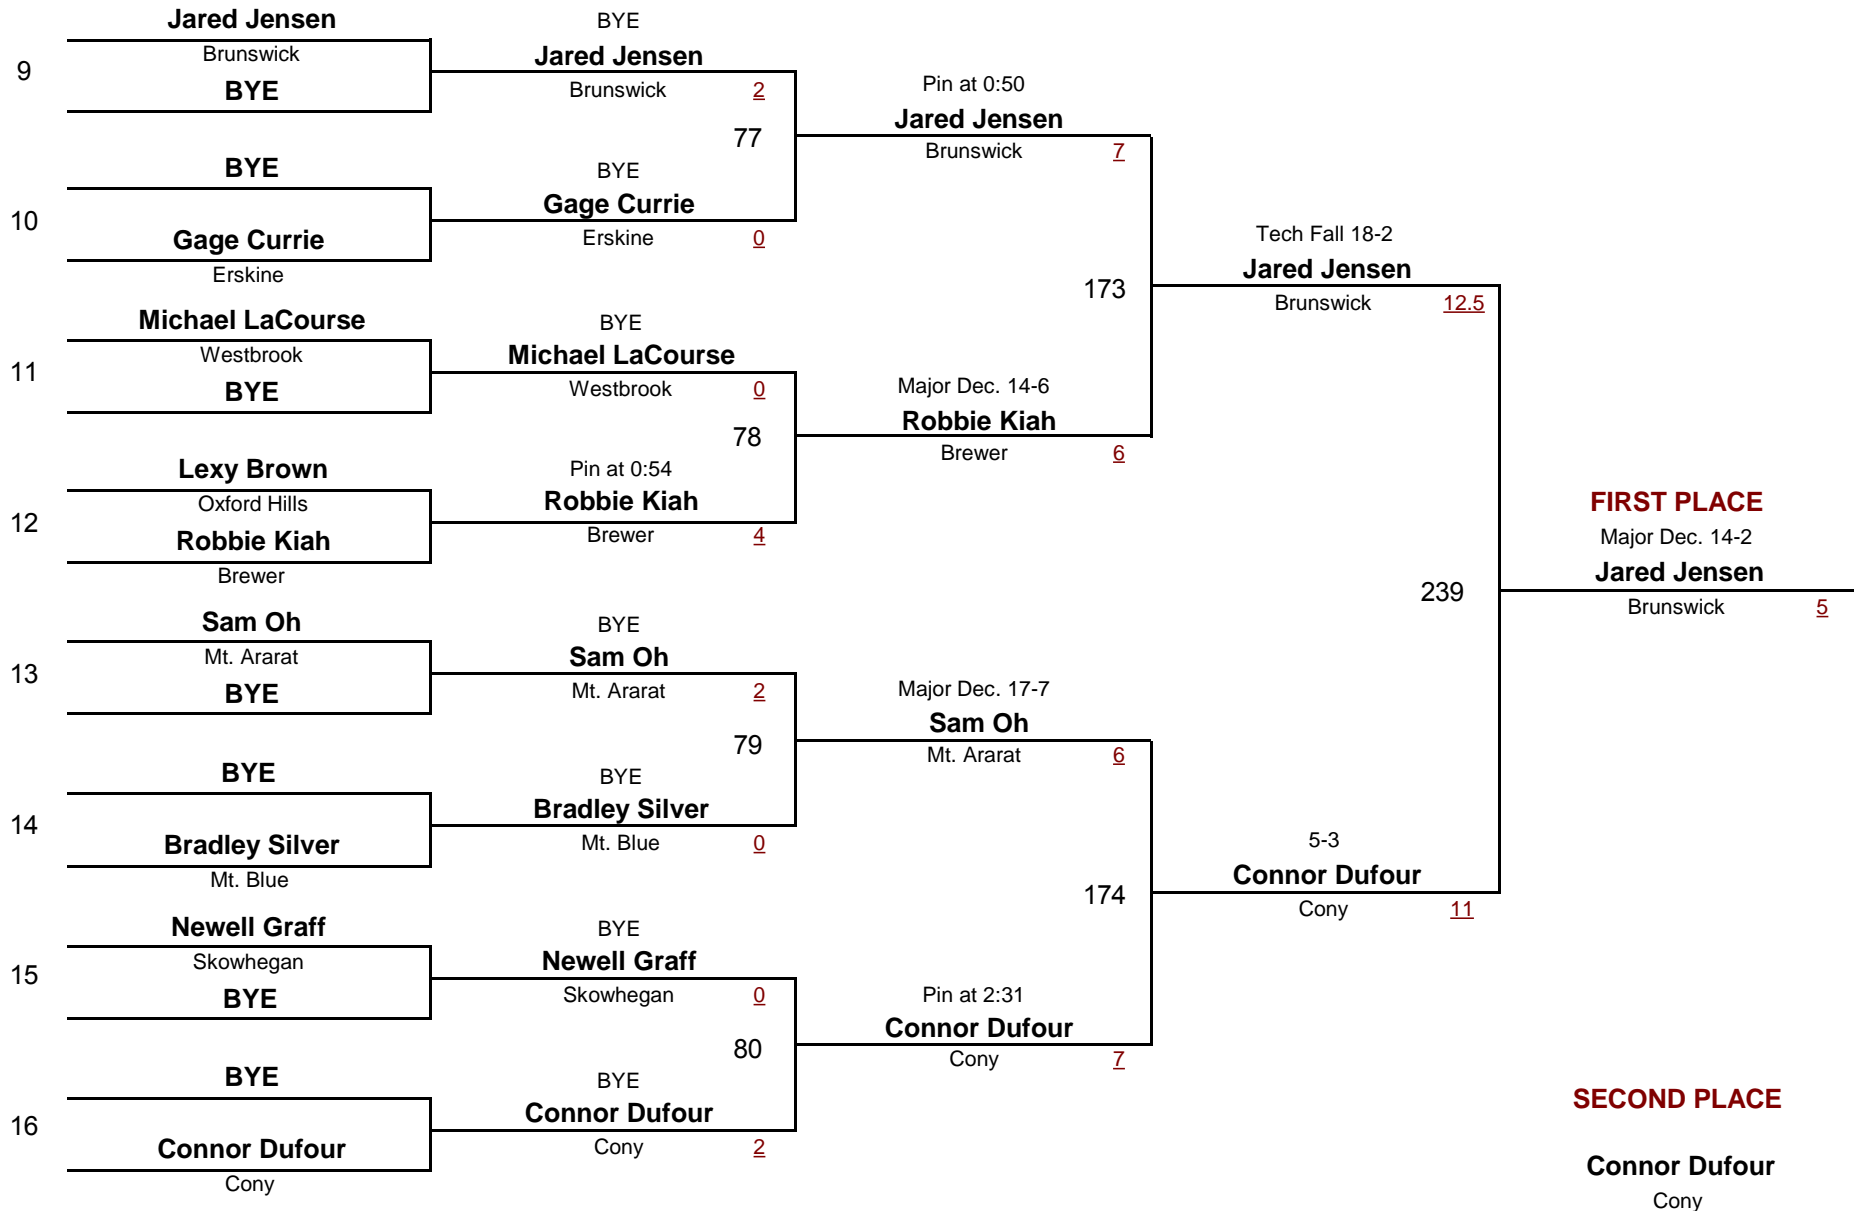 Jared Jensen
9
Brunswick
BYE
BYE
10
Gage Currie
Erskine
Michael LaCourse
11
Westbrook
BYE
Lexy Brown
12
Oxford Hills
Robbie Kiah
Brewer
Sam Oh
13
Mt. Ararat
BYE
BYE
14
Bradley Silver
Mt. Blue
Newell Graff
15
Skowhegan
BYE
BYE
16
Connor Dufour
Cony
BYE
Jared Jensen
Brunswick 2
77
BYE
Gage Currie
Erskine 0
BYE
Michael LaCourse
Westbrook 0
78
Pin at 0:54
Robbie Kiah
Brewer 4
BYE
Sam Oh
Mt. Ararat 2
79
BYE
Bradley Silver
Mt. Blue 0
BYE
Newell Graff
Skowhegan 0
80
BYE
Connor Dufour
Cony 2
Pin at 0:50
Jared Jensen
Brunswick 7
173
Major Dec. 14-6
Robbie Kiah
Brewer 6
Major Dec. 17-7
Sam Oh
Mt. Ararat 6
174
Pin at 2:31
Connor Dufour
Cony 7
Tech Fall 18-2
Jared Jensen
Brunswick 12.5
239
5-3
Connor Dufour
Cony 11
FIRST PLACE
Major Dec. 14-2
Jared Jensen
Brunswick 5
SECOND PLACE
Connor Dufour
Cony